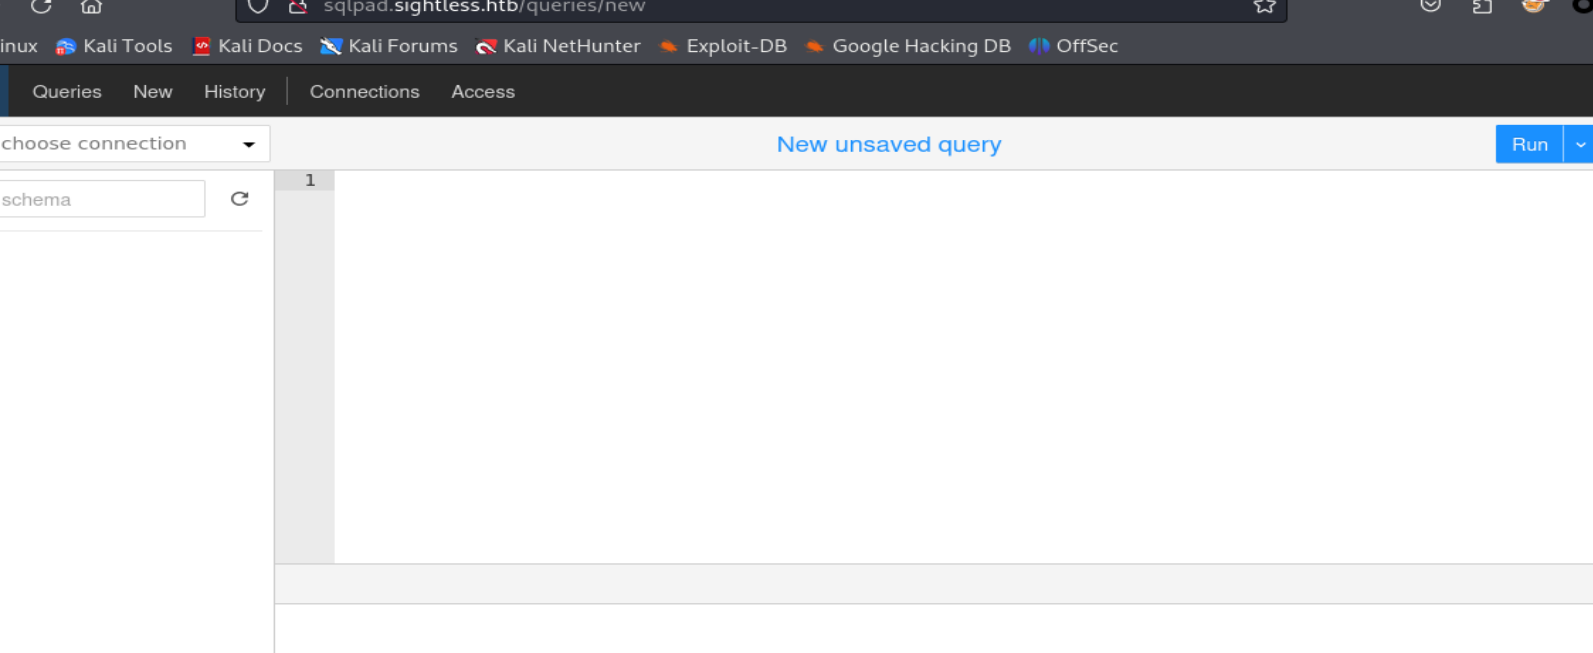 sqlpad.sightless.htb/queries/new
inux Kali Tools Kali Docs Kali Forums Kali NetHunter Exploit-DB Google Hacking DB OffSec
Queries New History Connections Access
choose connection New unsaved query Run
schema
1